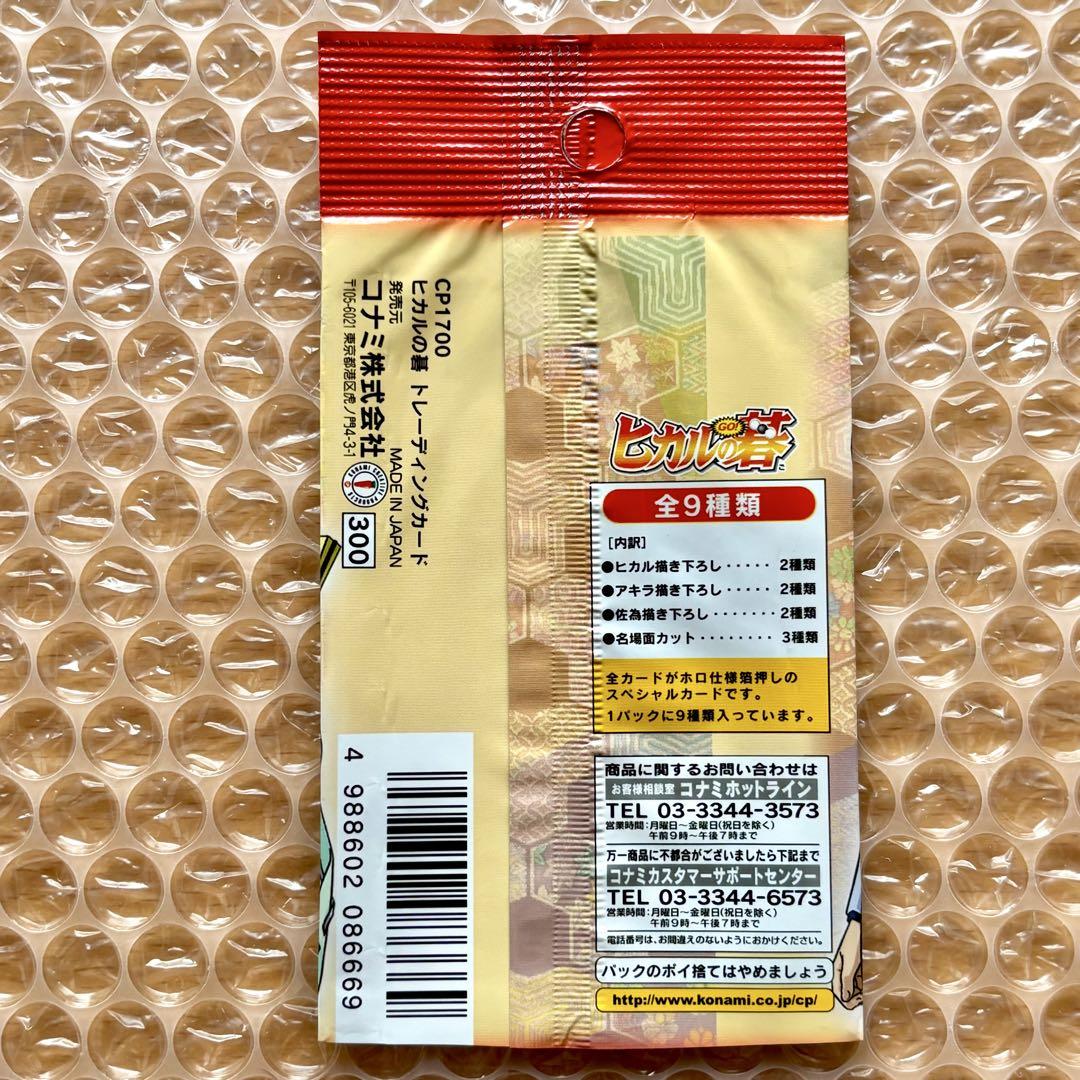 CP1700
ヒカルの碁 トレーディングカード
発売元 MADE IN JAPAN
コナミ株式会社
〒105-6021 東京都港区虎ノ門4-3-1
300
4 988602 086669
ヒカルの碁
GO!
ご
全9種類
[内訳]
●ヒカル描き下ろし・・・・・ 2種類
●アキラ描き下ろし・・・・・ 2種類
●佐為描き下ろし・・・・・・・ 2種類
●名場面カット・・・・・・・・ 3種類
全カードがホロ仕様箔押しの
スペシャルカードです。
1パックに9種類入っています。
商品に関するお問い合わせは
お客様相談室 コナミホットライン
TEL 03-3344-3573
営業時間：月曜日～金曜日(祝日を除く)
午前9時～午後7時まで
万一商品に不都合がございましたら下記まで
コナミカスタマーサポートセンター
TEL 03-3344-6573
営業時間：月曜日～金曜日(祝日を除く)
午前9時～午後7時まで
電話番号は、お間違えのないようにおかけください。
パックのポイ捨てはやめましょう
http://www.konami.co.jp/cp/